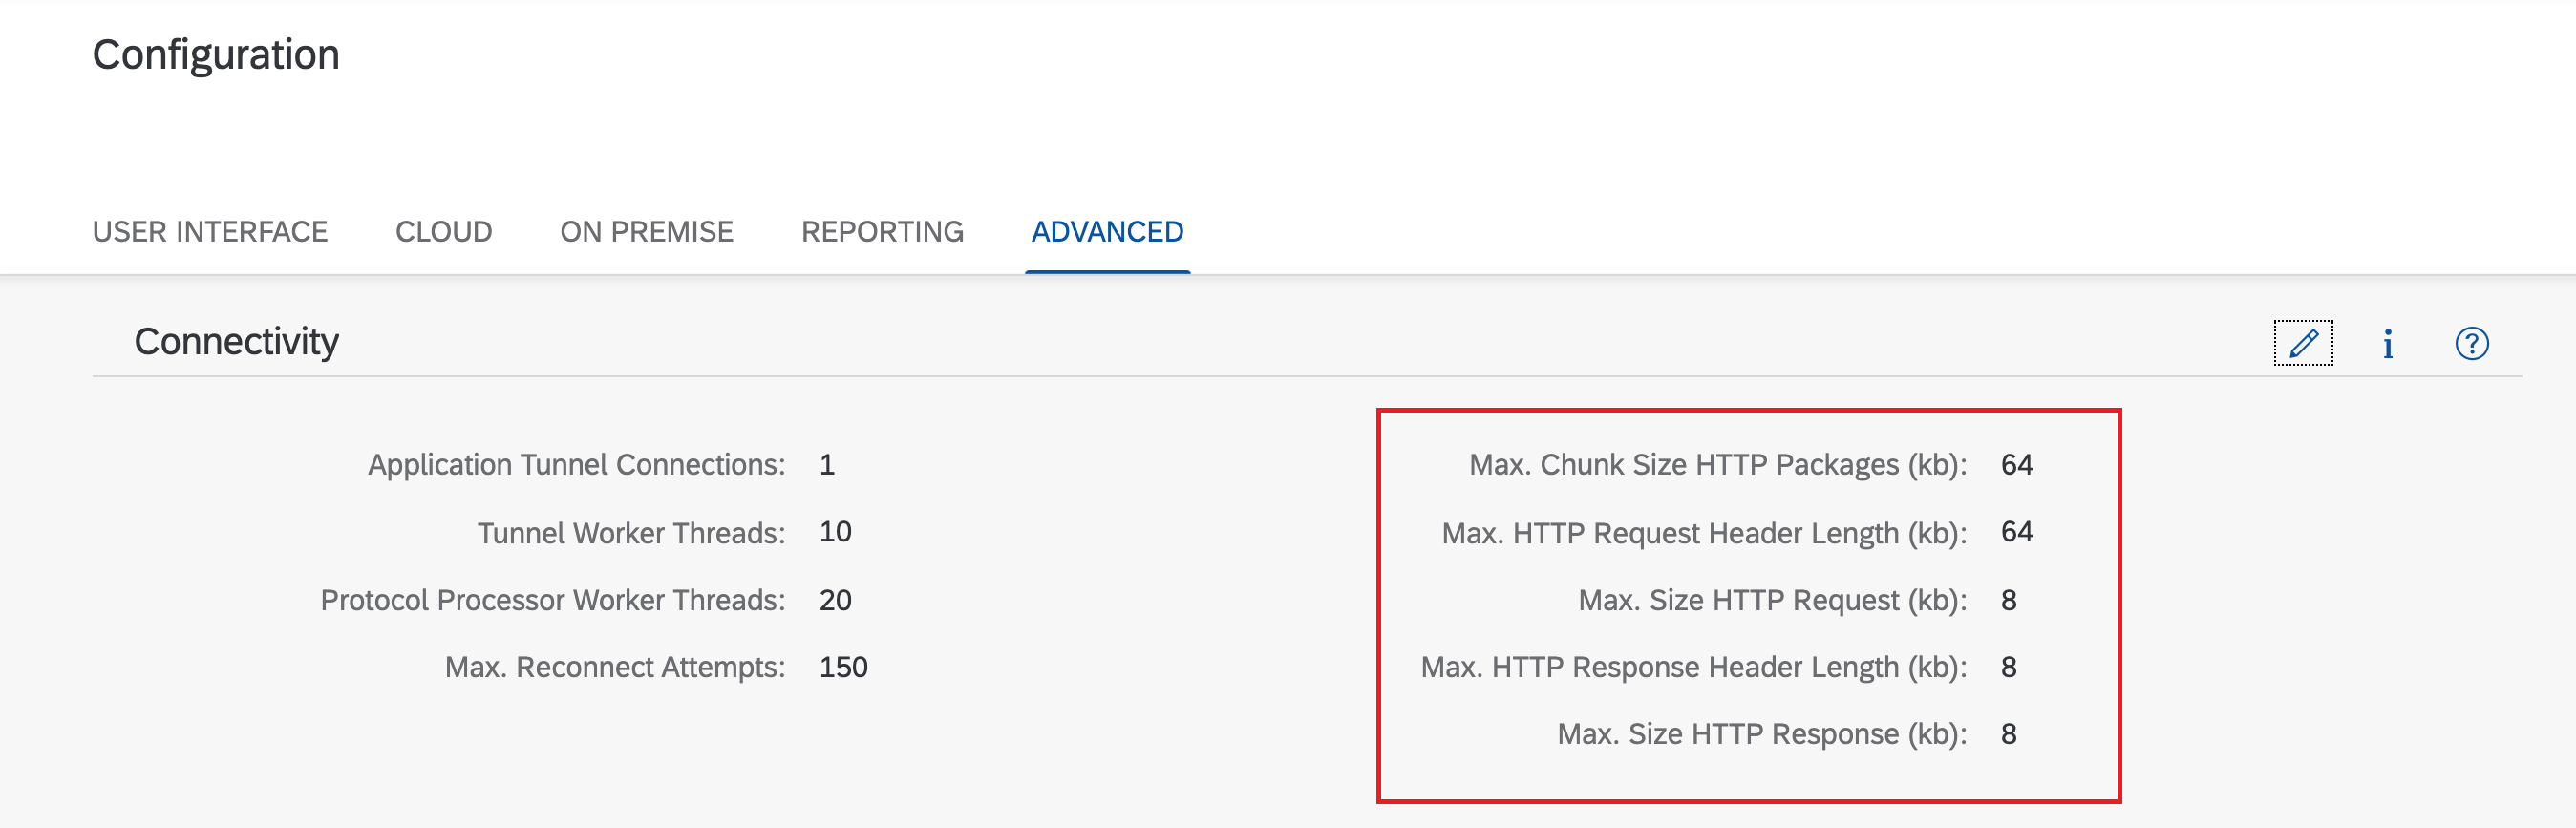 Configuration
USER INTERFACE CLOUD ON PREMISE REPORTING ADVANCED
Connectivity
Application Tunnel Connections: 1
Tunnel Worker Threads: 10
Protocol Processor Worker Threads: 20
Max. Reconnect Attempts: 150
Max. Chunk Size HTTP Packages (kb): 64
Max. HTTP Request Header Length (kb): 64
Max. Size HTTP Request (kb): 8
Max. HTTP Response Header Length (kb): 8
Max. Size HTTP Response (kb): 8